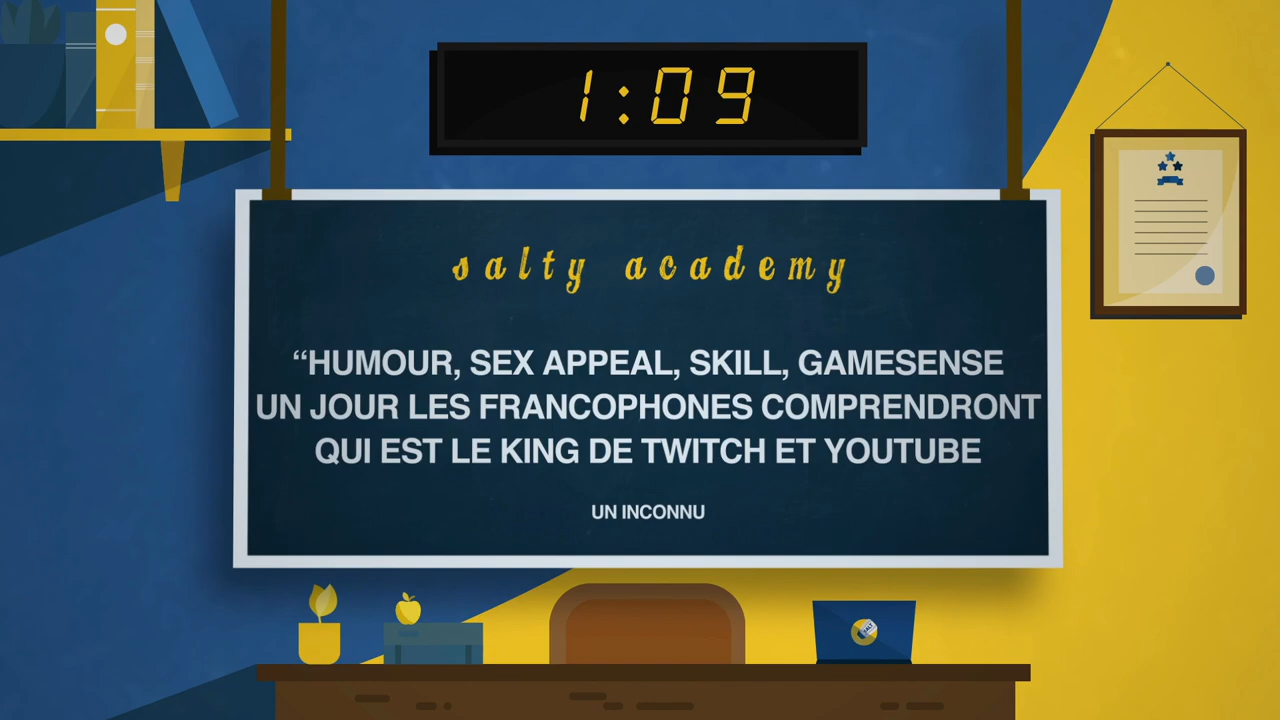 1:09
salty academy
“HUMOUR, SEX APPEAL, SKILL, GAMESENSE
UN JOUR LES FRANCOPHONES COMPRENDRONT
QUI EST LE KING DE TWITCH ET YOUTUBE
UN INCONNU